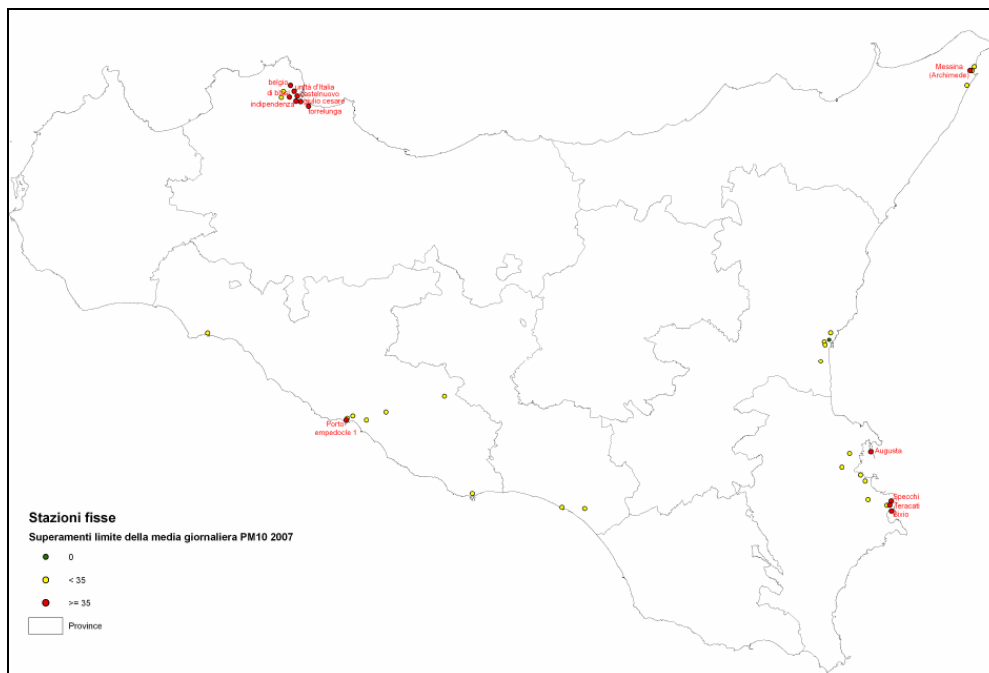 belgio
unità d'Italia
di blasi
castelnuovo
indipendenza
giulio cesare
torrelunga
Messina
(Archimede)
Porto
empedocle 1
Augusta
Specchi
Teracati
Bixio
Stazioni fisse
Superamenti limite della media giornaliera PM10 2007
0
< 35
>= 35
Province